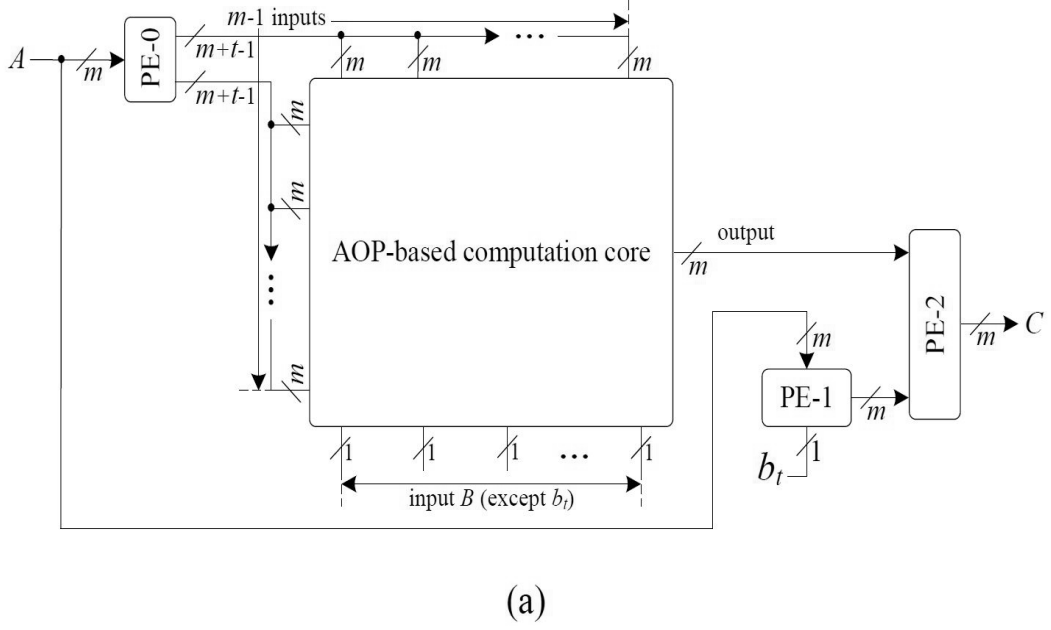 m-1 inputs
A
m
PE-0
m+t-1
m+t-1
m
m
m
...
m
m
...
m
AOP-based computation core
output
m
m
PE-1
m
b_t
1
PE-2
m
C
1
1
1
...
1
input B (except b_t)
(a)